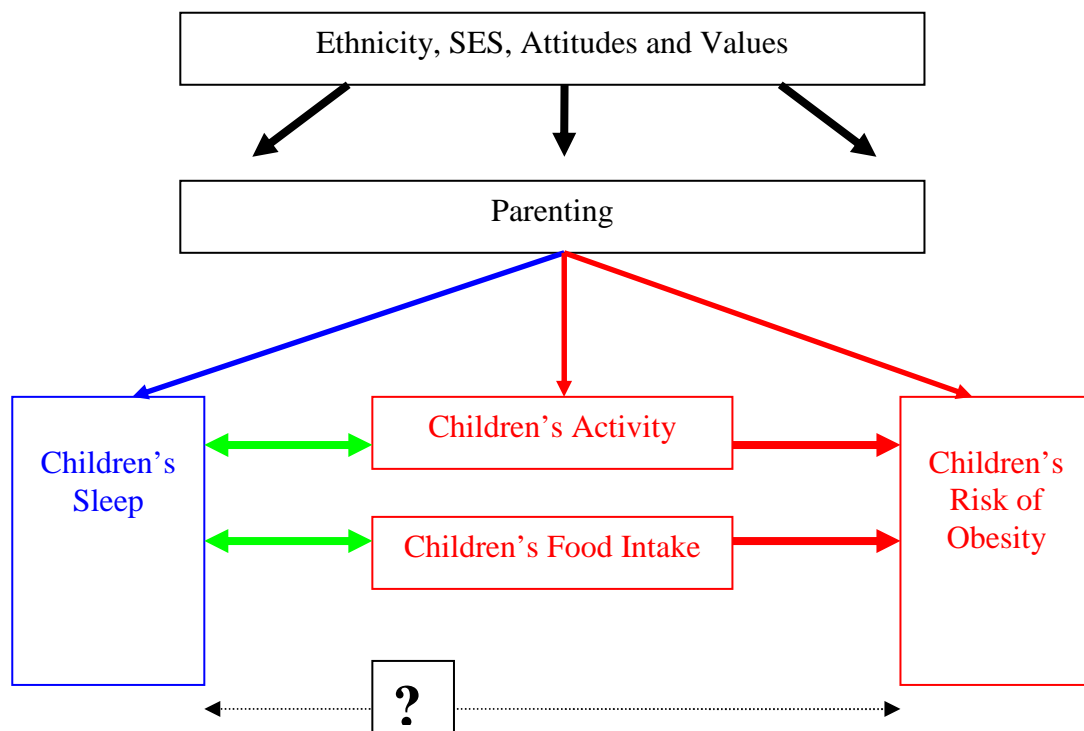 Ethnicity, SES, Attitudes and Values
Parenting
Children’s
Sleep
Children’s Activity
Children’s Food Intake
Children’s
Risk of
Obesity
?